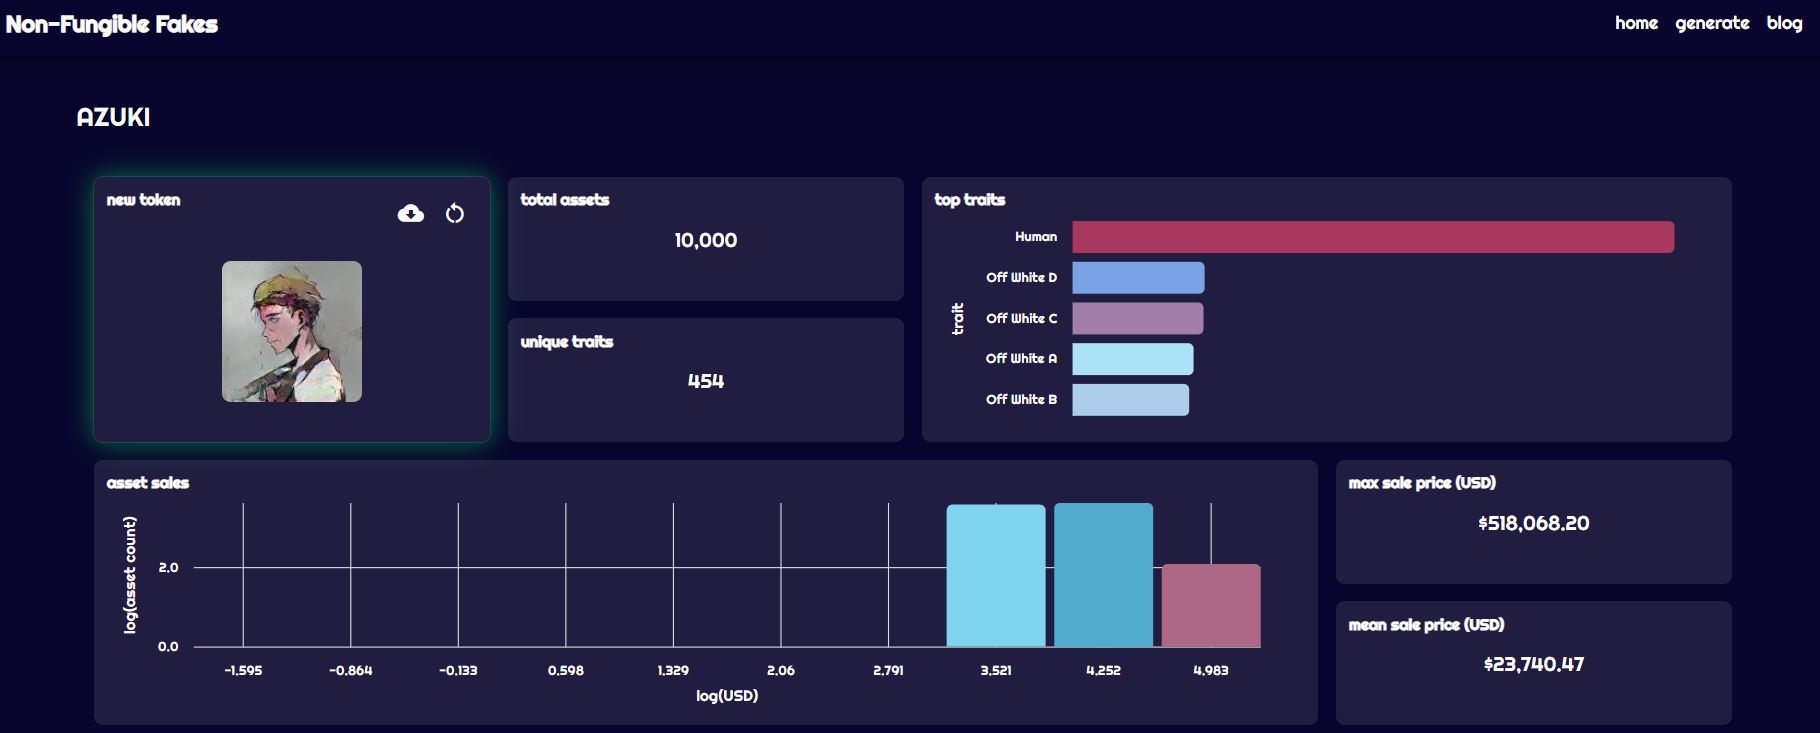 Non-Fungible Fakes
home generate blog
AZUKI
new token
total assets
10,000
unique traits
454
top traits
trait
Human
Off White D
Off White C
Off White A
Off White B
asset sales
log(asset count)
2.0
0.0
-1.595 -0.864 -0.133 0.598 1.329 2.06 2.791 3.521 4.252 4.983
log(USD)
max sale price (USD)
$518,068.20
mean sale price (USD)
$23,740.47